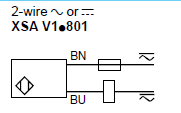 2-wire ∼ or ⎓
XSA V1●801
BN
BU